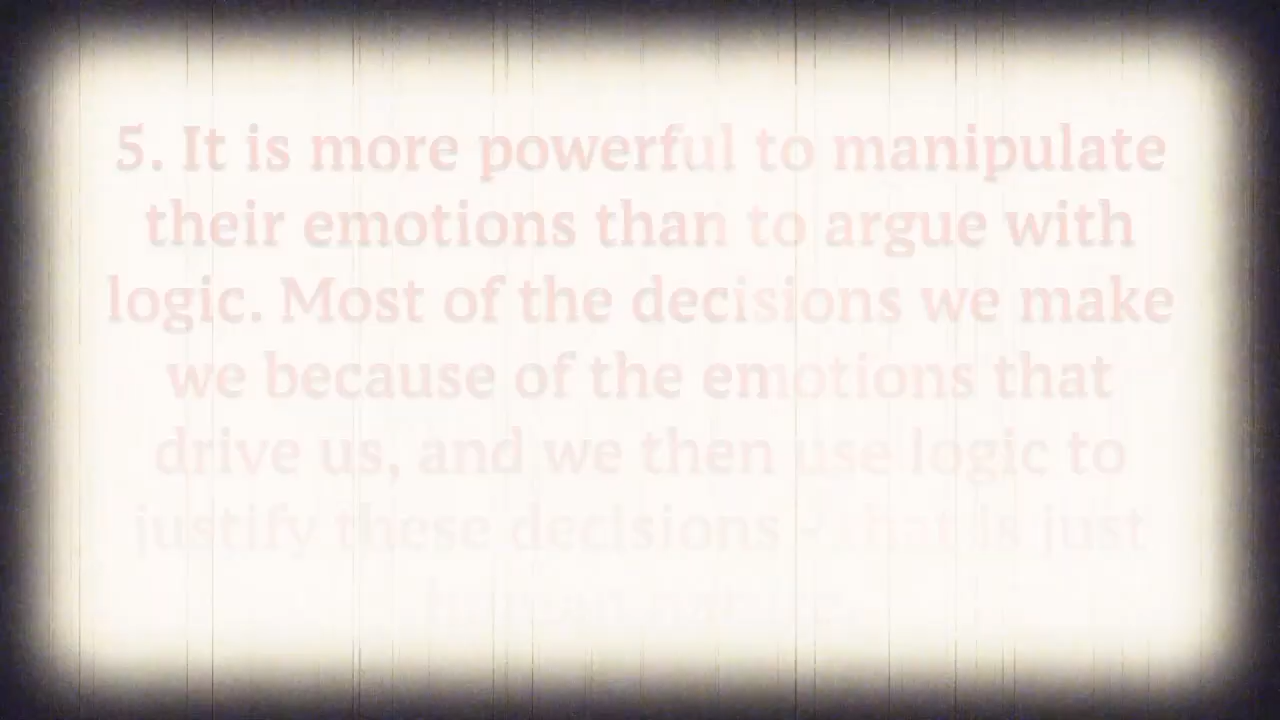 5. It is more powerful to manipulate
their emotions than to argue with
logic. Most of the decisions we make
we because of the emotions that
drive us, and we then use logic to
justify these decisions - that is just
human nature.